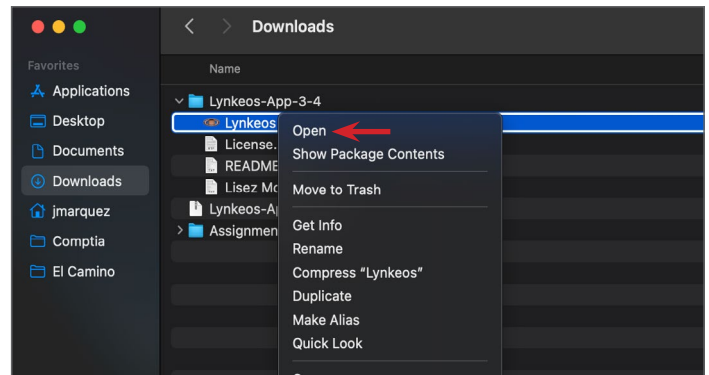 Downloads
Favorites
Name
Applications
Lynkeos-App-3-4
Desktop
Lynkeos
Open
Documents
License.
Show Package Contents
README
Downloads
Lisez Mo
Move to Trash
jmarquez
Lynkeos-A
Get Info
Comptia
Assignmen
Rename
El Camino
Compress “Lynkeos”
Duplicate
Make Alias
Quick Look